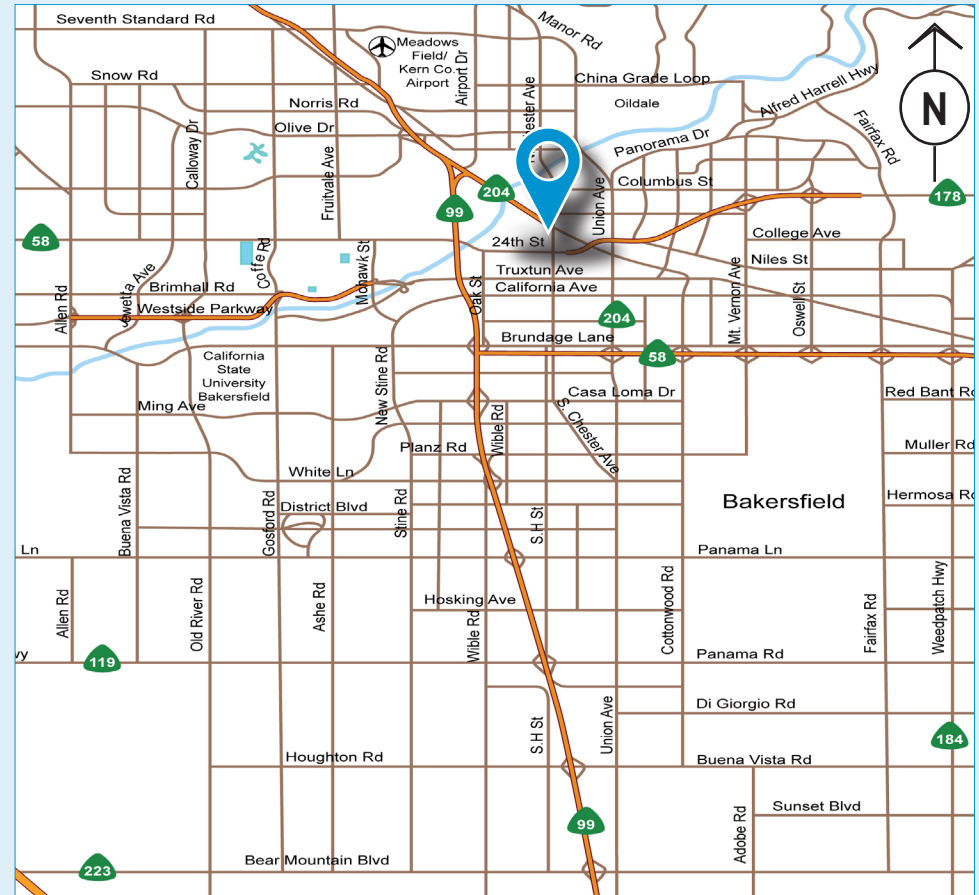 Seventh Standard Rd
Manor Rd
Meadows
Field/
Kern Co.
Airport
Airport Dr
N
Snow Rd
China Grade Loop
Alfred Harrell Hwy
Norris Rd
Oildale
Olive Dr
Panorama Dr
Fairfax Rd
Calloway Dr
Fruitvale Ave
Columbus St
Union Ave
204
178
99
58
24th St
College Ave
Niles St
Truxtun Ave
California Ave
Mohawk St
Brimhall Rd
Westside Parkway
Allen Rd
Oak St
Mt. Vernon Ave
Oswell St
204
Brundage Lane
58
California
State
University
Bakersfield
New Stine Rd
Casa Loma Dr
Red Bant
Ming Ave
S. Chester Ave
Wible Rd
Planz Rd
Muller Rd
White Ln
Buena Vista Rd
Gosford Rd
District Blvd
Stine Rd
S.H St
Bakersfield
Hermosa
Ln
Panama Ln
Allen Rd
Old River Rd
Ashe Rd
Hosking Ave
Wible Rd
Cottonwood Rd
Fairfax Rd
Weedpatch Hwy
119
Panama Rd
S.H St
Union Ave
Di Giorgio Rd
184
Houghton Rd
Buena Vista Rd
99
Adobe Rd
Sunset Blvd
223
Bear Mountain Blvd